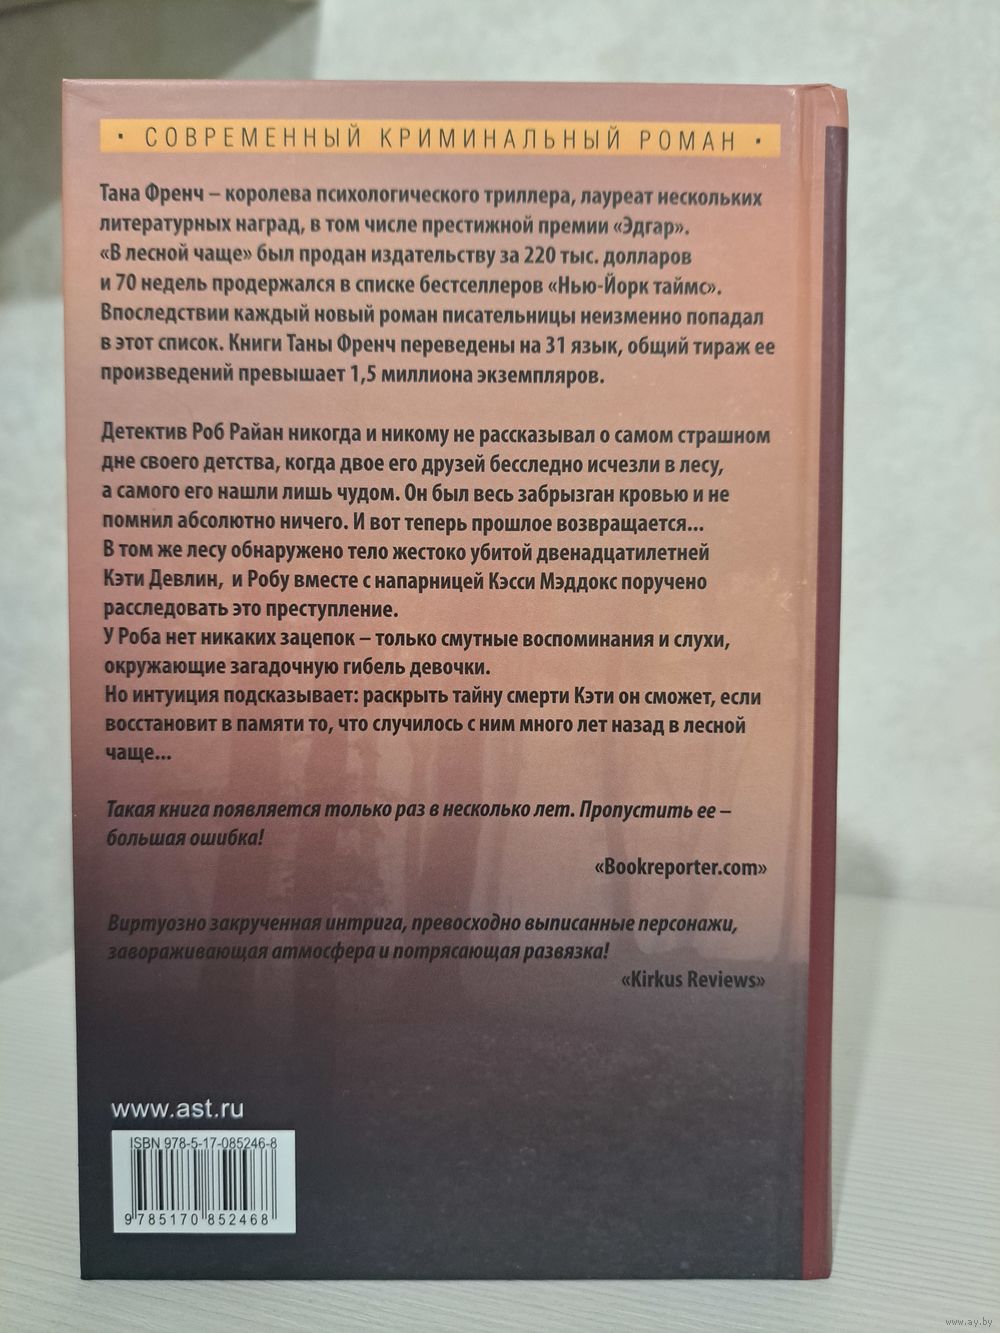 · СОВРЕМЕННЫЙ КРИМИНАЛЬНЫЙ РОМАН ·
Тана Френч – королева психологического триллера, лауреат нескольких
литературных наград, в том числе престижной премии «Эдгар».
«В лесной чаще» был продан издательству за 220 тыс. долларов
и 70 недель продержался в списке бестселлеров «Нью-Йорк таймс».
Впоследствии каждый новый роман писательницы неизменно попадал
в этот список. Книги Таны Френч переведены на 31 язык, общий тираж ее
произведений превышает 1,5 миллиона экземпляров.
Детектив Роб Райан никогда и никому не рассказывал о самом страшном
дне своего детства, когда двое его друзей бесследно исчезли в лесу,
а самого его нашли лишь чудом. Он был весь забрызган кровью и не
помнил абсолютно ничего. И вот теперь прошлое возвращается...
В том же лесу обнаружено тело жестоко убитой двенадцатилетней
Кэти Девлин, и Робу вместе с напарницей Кэсси Мэддокс поручено
расследовать это преступление.
У Роба нет никаких зацепок – только смутные воспоминания и слухи,
окружающие загадочную гибель девочки.
Но интуиция подсказывает: раскрыть тайну смерти Кэти он сможет, если
восстановит в памяти то, что случилось с ним много лет назад в лесной
чаще...
Такая книга появляется только раз в несколько лет. Пропустить ее –
большая ошибка!
«Bookreporter.com»
Виртуозно закрученная интрига, превосходно выписанные персонажи,
завораживающая атмосфера и потрясающая развязка!
«Kirkus Reviews»
www.ast.ru
ISBN 978-5-17-085246-8
9 785170 852468
www.ay.by